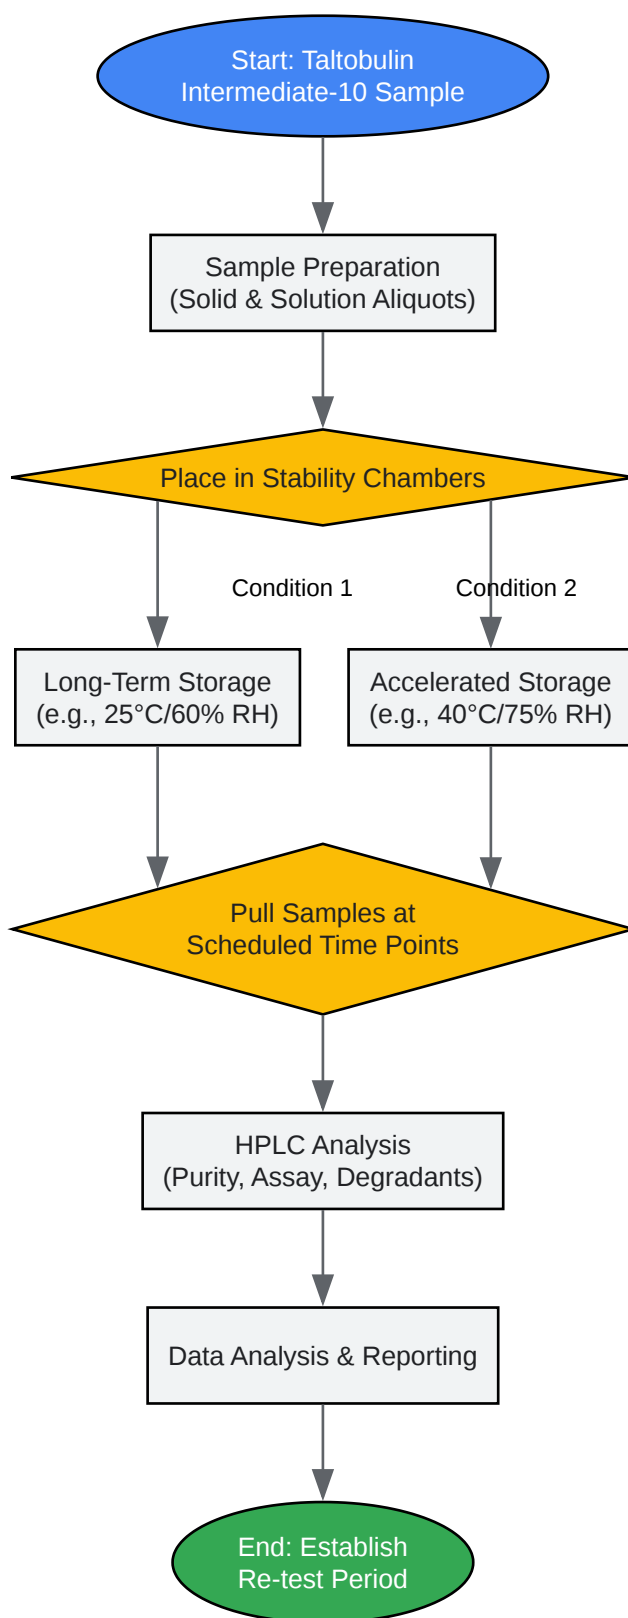 Start: Taltobulin
Intermediate-10 Sample
Sample Preparation
(Solid & Solution Aliquots)
Place in Stability Chambers
Condition 1
Condition 2
Long-Term Storage
(e.g., 25°C/60% RH)
Accelerated Storage
(e.g., 40°C/75% RH)
Pull Samples at
Scheduled Time Points
HPLC Analysis
(Purity, Assay, Degradants)
Data Analysis & Reporting
End: Establish
Re-test Period